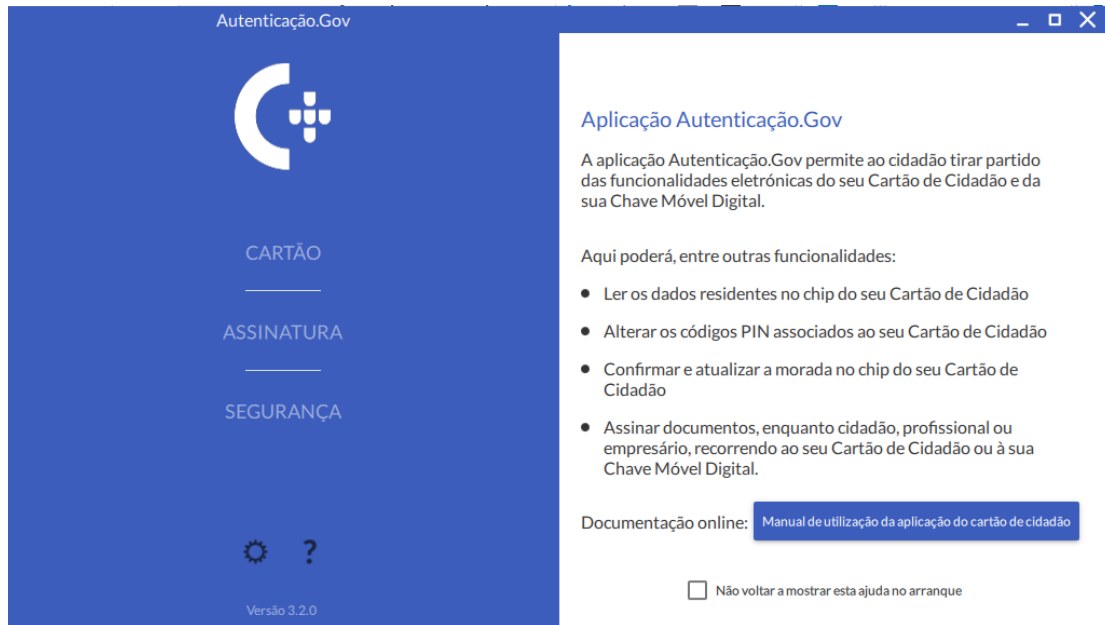 Autenticação.Gov
CARTÃO
ASSINATURA
SEGURANÇA
?
Versão 3.2.0
Aplicação Autenticação.Gov
A aplicação Autenticação.Gov permite ao cidadão tirar partido
das funcionalidades eletrónicas do seu Cartão de Cidadão e da
sua Chave Móvel Digital.
Aqui poderá, entre outras funcionalidades:
Ler os dados residentes no chip do seu Cartão de Cidadão
Alterar os códigos PIN associados ao seu Cartão de Cidadão
Confirmar e atualizar a morada no chip do seu Cartão de
Cidadão
Assinar documentos, enquanto cidadão, profissional ou
empresário, recorrendo ao seu Cartão de Cidadão ou à sua
Chave Móvel Digital.
Documentação online: Manual de utilização da aplicação do cartão de cidadão
Não voltar a mostrar esta ajuda no arranque